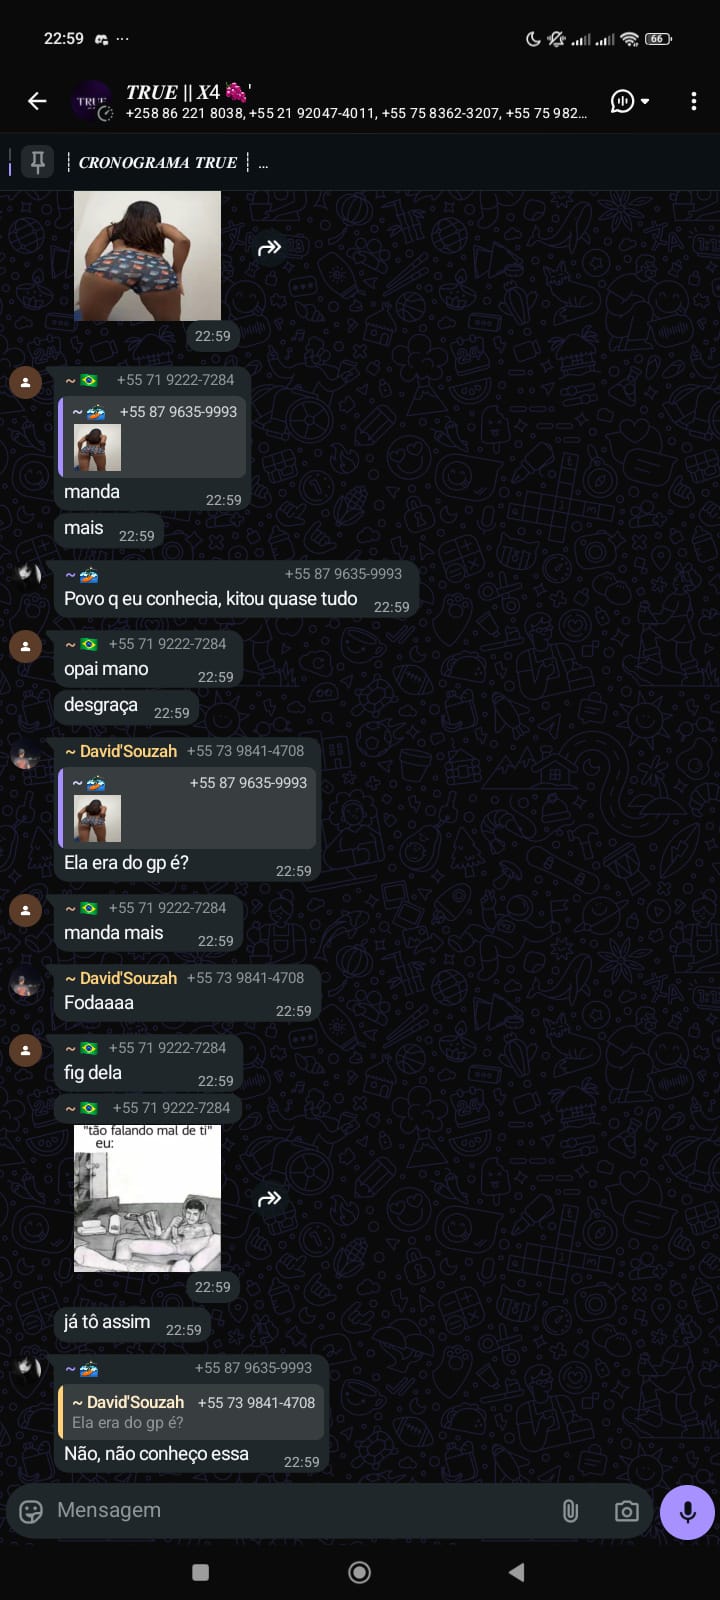 22:59
66
TRUE || X4 🍇'
+258 86 221 8038, +55 21 92047-4011, +55 75 8362-3207, +55 75 982...
┆ CRONOGRAMA TRUE ┆ ...
22:59
~ 🇧🇷 +55 71 9222-7284
~ 🏄 +55 87 9635-9993
manda
22:59
mais 22:59
~ 🏄 +55 87 9635-9993
Povo q eu conhecia, kitou quase tudo 22:59
~ 🇧🇷 +55 71 9222-7284
opai mano 22:59
desgraça 22:59
~ David'Souzah +55 73 9841-4708
~ 🏄 +55 87 9635-9993
Ela era do gp é? 22:59
~ 🇧🇷 +55 71 9222-7284
manda mais 22:59
~ David'Souzah +55 73 9841-4708
Fodaaaa 22:59
~ 🇧🇷 +55 71 9222-7284
fig dela 22:59
~ 🇧🇷 +55 71 9222-7284
"tão falando mal de ti"
eu:
22:59
já tô assim 22:59
~ 🏄 +55 87 9635-9993
~ David'Souzah +55 73 9841-4708
Ela era do gp é?
Não, não conheço essa 22:59
Mensagem